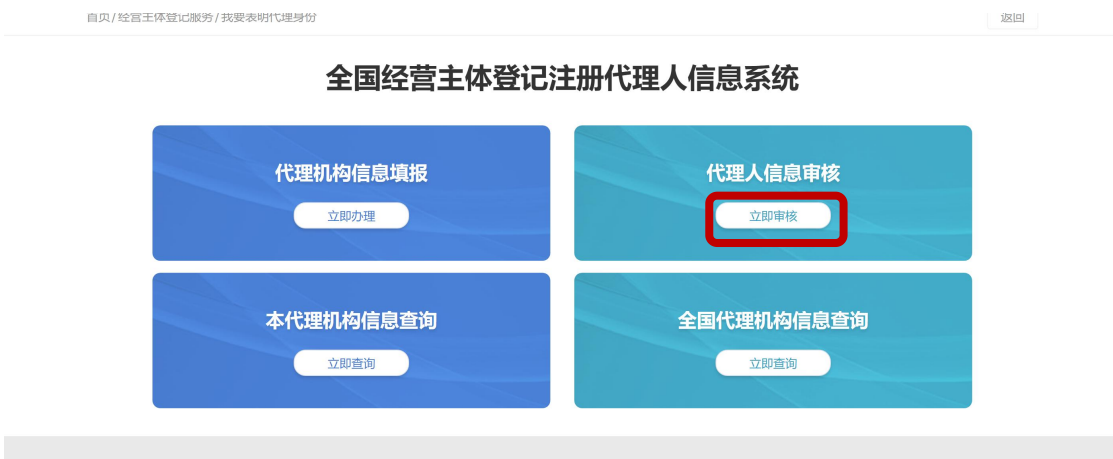 首页/经营主体登记服务/我要表明代理身份
返回
全国经营主体登记注册代理人信息系统
代理机构信息填报
立即办理
代理人信息审核
立即审核
本代理机构信息查询
立即查询
全国代理机构信息查询
立即查询